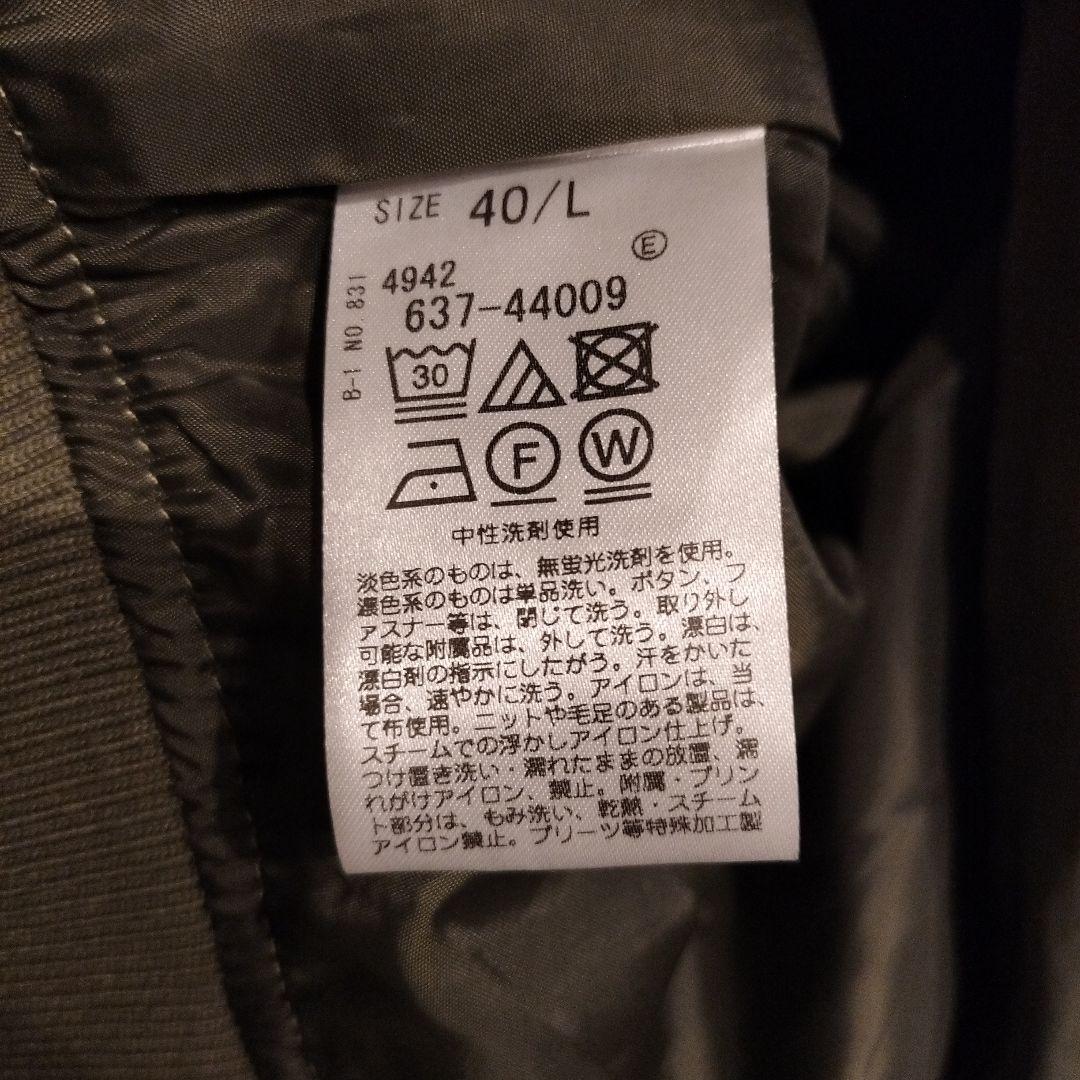 SIZE 40/L
E
B-1 NO.831
4942
637-44009
30
F W
中性洗剤使用
淡色系のものは、無蛍光洗剤を使用。
濃色系のものは単品洗い。ボタン、フ
ァスナー等は、閉じて洗う。取り外し
可能な附属品は、外して洗う。漂白は、
漂白剤の指示にしたがう。汗をかいた
場合、速やかに洗う。アイロンは、当
て布使用。ニットや毛足のある製品は、
スチームでの浮かしアイロン仕上げ。
つけ置き洗い・濡れたままの放置、濡
れがけアイロン、禁止。附属・プリン
ト部分は、もみ洗い、乾熱・スチーム
アイロン禁止。プリーツ等特殊加工製